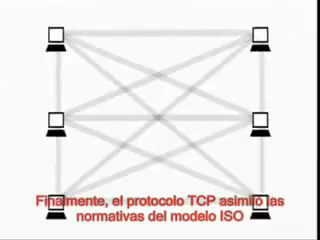 Finalmente, el protocolo TCP asimiló las
normativas del modelo ISO